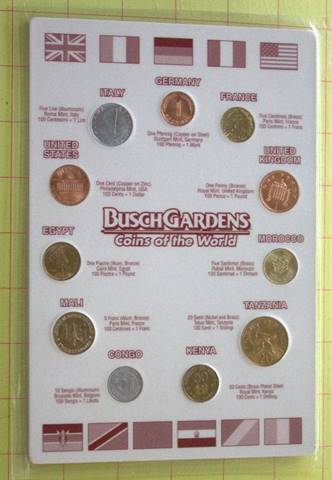 GERMANY
ITALY
FRANCE
Five Lire (Aluminum)
Rome Mint, Italy
100 Centesimi = 1 Lira
One Pfennig (Copper on Steel)
Stuttgart Mint, Germany
100 Pfennig = 1 Mark
Five Centimes (Brass)
Paris Mint, France
100 Centime = 1 Franc
UNITED
STATES
UNITED
KINGDOM
One Cent (Copper on Zinc)
Philadelphia Mint, USA
100 Cents = 1 Dollar
One Penny (Bronze)
Royal Mint, United Kingdom
100 Pence = 1 Pound
BUSCH GARDENS
Coins of the World
EGYPT
MOROCCO
One Piastre (Alum. Bronze)
Cairo Mint, Egypt
100 Piastre = 1 Pound
Five Santimat (Brass)
Rabat Mint, Morocco
100 Santimat = 1 Dirham
MALI
TANZANIA
5 Franc (Alum. Bronze)
Paris Mint, France
100 Centimes = 1 Franc
20 Senti (Nickel and Brass)
100 Senti = 1 Shilingi
CONGO
KENYA
10 Sengis (Aluminum)
Brussels Mint, Belgium
100 Sengis = 1 Likuta
50 Cents (Brass Plated Steel)
Royal Mint, Kenya
100 Cents = 1 Shilling